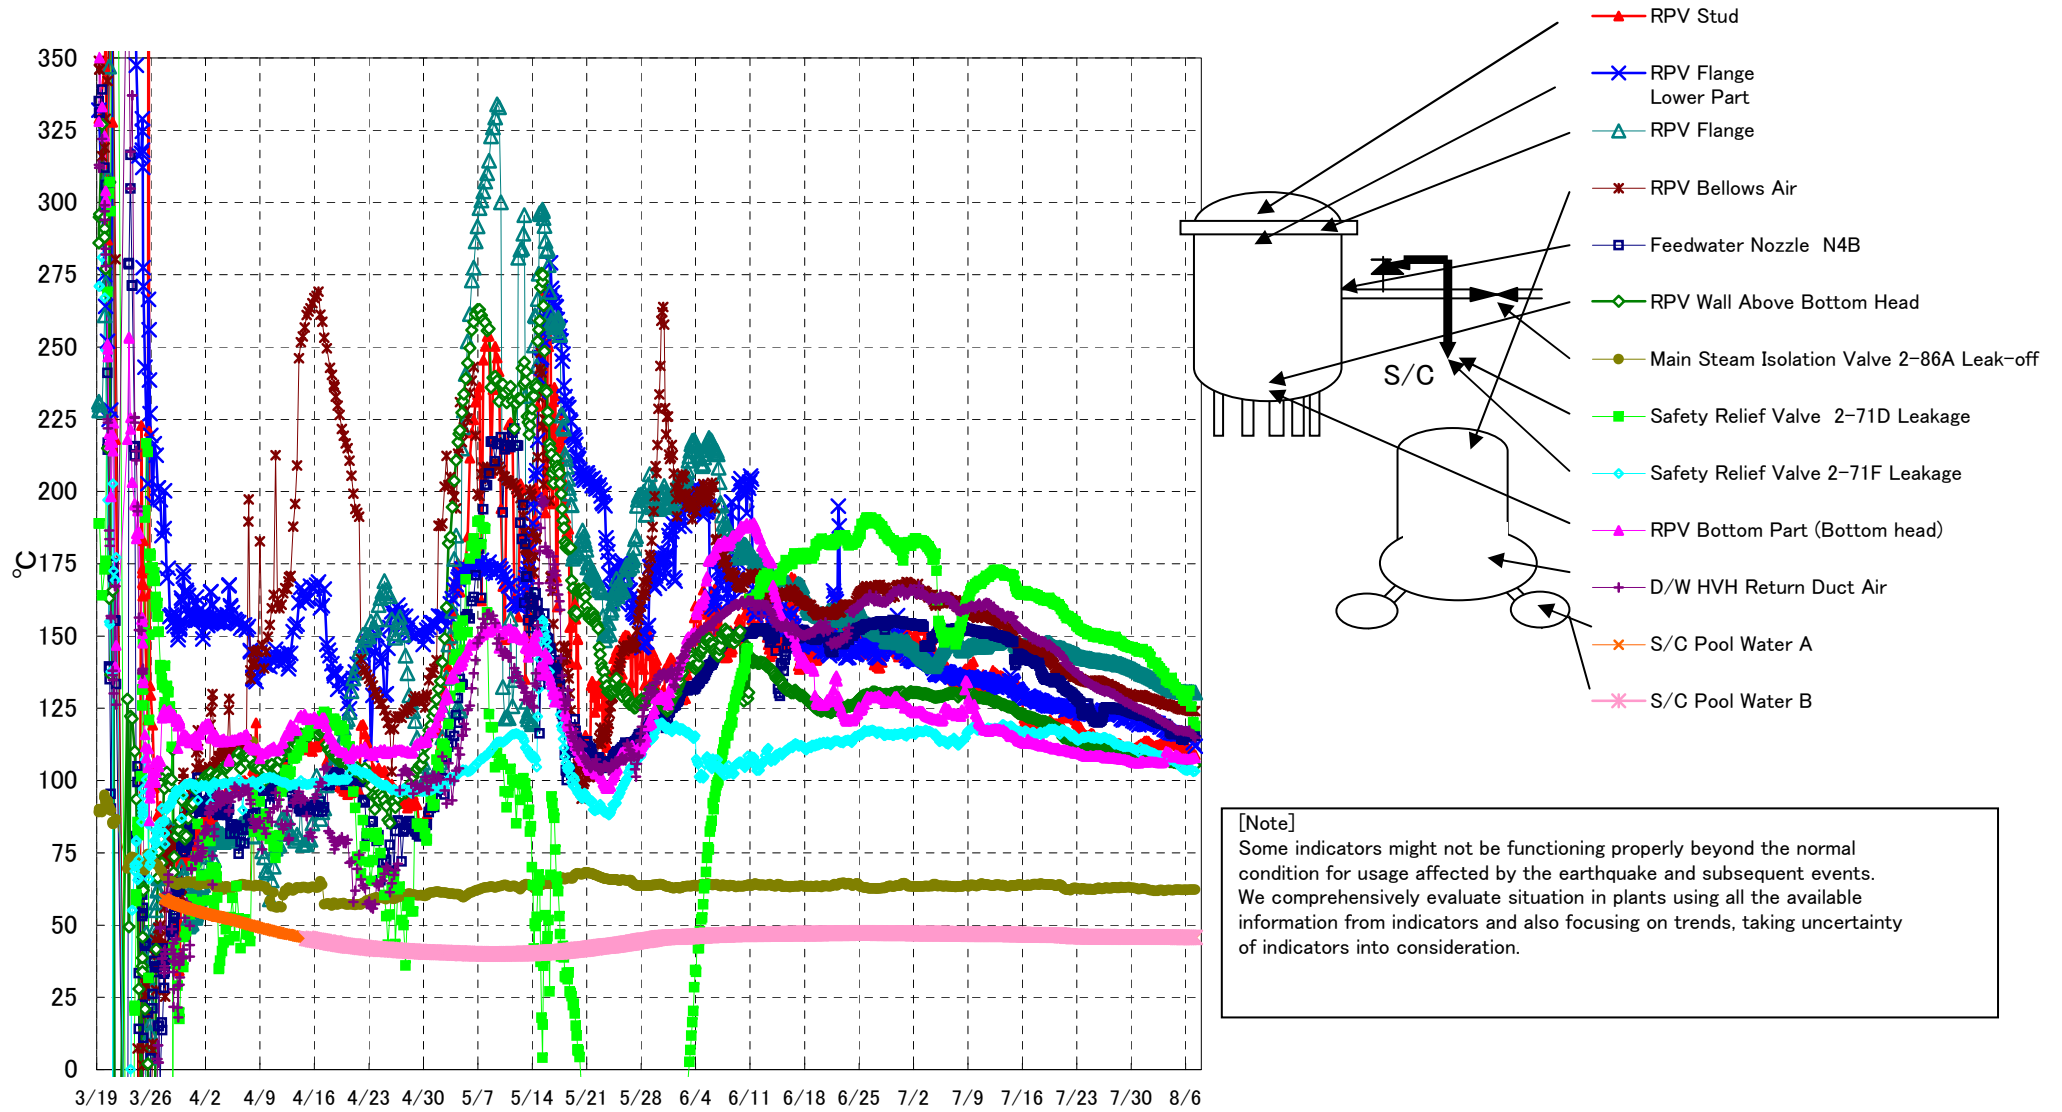 350
325
300
275
250
225
200
175
150
125
100
75
50
25
0
℃
3/19 3/26 4/2 4/9 4/16 4/23 4/30 5/7 5/14 5/21 5/28 6/4 6/11 6/18 6/25 7/2 7/9 7/16 7/23 7/30 8/6
RPV Stud
RPV Flange
Lower Part
RPV Flange
RPV Bellows Air
Feedwater Nozzle N4B
RPV Wall Above Bottom Head
Main Steam Isolation Valve 2-86A Leak-off
Safety Relief Valve 2-71D Leakage
Safety Relief Valve 2-71F Leakage
RPV Bottom Part (Bottom head)
D/W HVH Return Duct Air
S/C Pool Water A
S/C Pool Water B
S/C
[Note]
Some indicators might not be functioning properly beyond the normal
condition for usage affected by the earthquake and subsequent events.
We comprehensively evaluate situation in plants using all the available
information from indicators and also focusing on trends, taking uncertainty
of indicators into consideration.